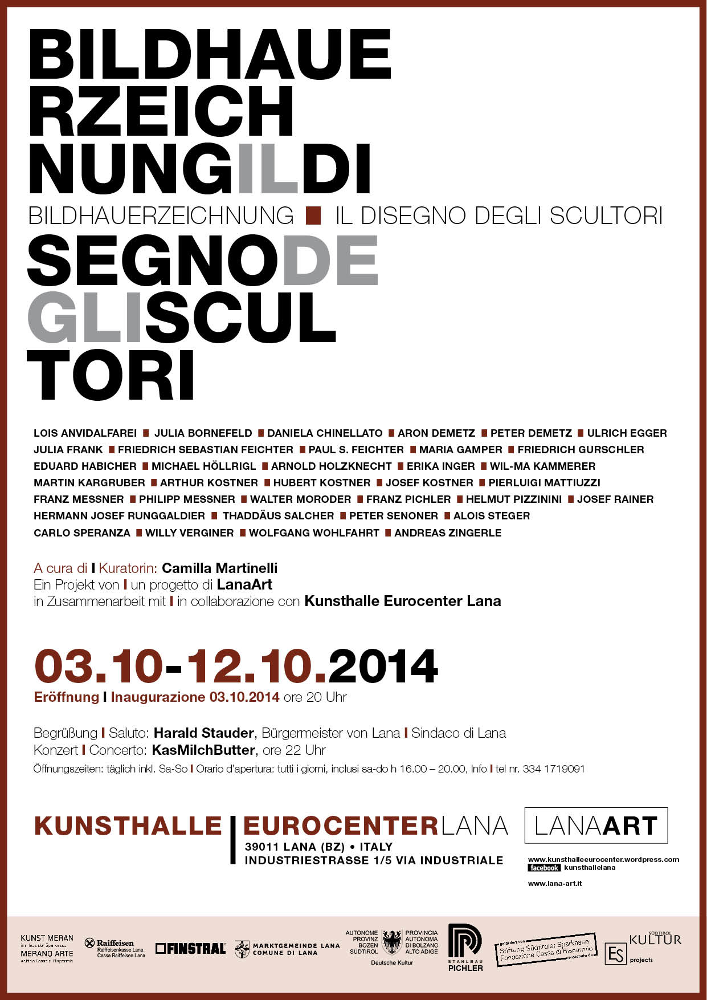 BILDHAUE
RZEICH
NUNGILDI
BILDHAUERZEICHNUNG ■ IL DISEGNO DEGLI SCULTORI
SEGNODE
GLISCUL
TORI
LOIS ANVIDALFAREI ■ JULIA BORNEFELD ■ DANIELA CHINELLATO ■ ARON DEMETZ ■ PETER DEMETZ ■ ULRICH EGGER
JULIA FRANK ■ FRIEDRICH SEBASTIAN FEICHTER ■ PAUL S. FEICHTER ■ MARIA GAMPER ■ FRIEDRICH GURSCHLER
EDUARD HABICHER ■ MICHAEL HÖLLRIGL ■ ARNOLD HOLZKNECHT ■ ERIKA INGER ■ WIL-MA KAMMERER
MARTIN KARGRUBER ■ ARTHUR KOSTNER ■ HUBERT KOSTNER ■ JOSEF KOSTNER ■ PIERLUIGI MATTIUZZI
FRANZ MESSNER ■ PHILIPP MESSNER ■ WALTER MORODER ■ FRANZ PICHLER ■ HELMUT PIZZININI ■ JOSEF RAINER
HERMANN JOSEF RUNGGALDIER ■ THADDÄUS SALCHER ■ PETER SENONER ■ ALOIS STEGER
CARLO SPERANZA ■ WILLY VERGINER ■ WOLFGANG WOHLFAHRT ■ ANDREAS ZINGERLE
A cura di I Kuratorin: Camilla Martinelli
Ein Projekt von I un progetto di LanaArt
in Zusammenarbeit mit I in collaborazione con Kunsthalle Eurocenter Lana
03.10-12.10.2014
Eröffnung I Inaugurazione 03.10.2014 ore 20 Uhr
Begrüßung I Saluto: Harald Stauder, Bürgermeister von Lana I Sindaco di Lana
Konzert I Concerto: KasMilchButter, ore 22 Uhr
Öffnungszeiten: täglich inkl. Sa-So I Orario d'apertura: tutti i giorni, inclusi sa-do h 16.00 – 20.00, Info I tel nr. 334 1719091
KUNSTHALLE | EUROCENTERLANA
39011 LANA (BZ) • ITALY
INDUSTRIESTRASSE 1/5 VIA INDUSTRIALE
LANAART
www.kunsthalleeurocenter.wordpress.com
facebook kunsthallelana
www.lana-art.it
KUNST MERAN
im Haus der Sparkasse
MERANO ARTE
edificio Cassa di Risparmio
Raiffeisen
Raiffeisenkasse Lana
Cassa Raiffeisen Lana
FINSTRAL®
MARKTGEMEINDE LANA
COMUNE DI LANA
AUTONOME PROVINZ BOZEN SÜDTIROL
PROVINCIA AUTONOMA DI BOLZANO ALTO ADIGE
Deutsche Kultur
STAHLBAU
PICHLER
gefördert von
Stiftung Südtiroler Sparkasse
Fondazione Cassa di Risparmio
sostenuto da
ES
SÜDTIROL
KULTUR
projects